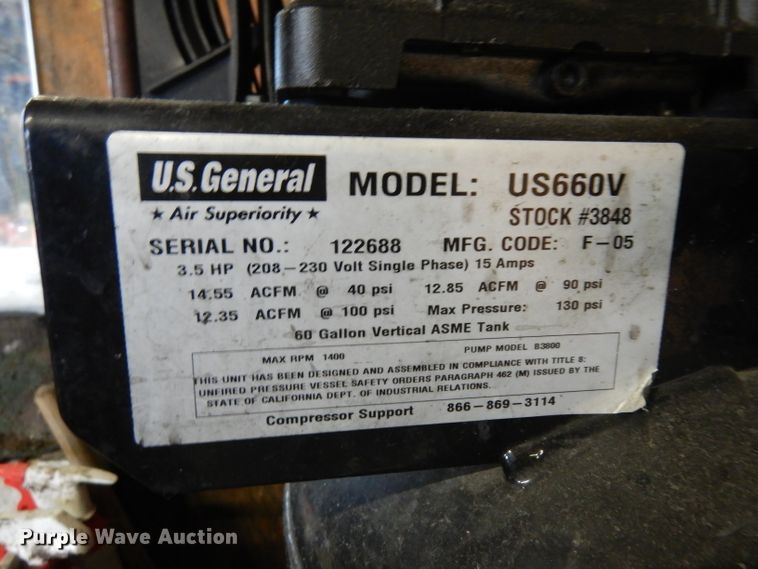 U.S. General
★ Air Superiority ★
MODEL: US660V
STOCK #3848
SERIAL NO.: 122688 MFG. CODE: F-05
3.5 HP (208-230 Volt Single Phase) 15 Amps
14.55 ACFM @ 40 psi 12.85 ACFM @ 90 psi
12.35 ACFM @ 100 psi Max Pressure: 130 psi
60 Gallon Vertical ASME Tank
MAX RPM 1400 PUMP MODEL B3800
THIS UNIT HAS BEEN DESIGNED AND ASSEMBLED IN COMPLIANCE WITH TITLE 8:
UNFIRED PRESSURE VESSEL SAFETY ORDERS PARAGRAPH 462 (M) ISSUED BY THE
STATE OF CALIFORNIA DEPT. OF INDUSTRIAL RELATIONS.
Compressor Support 866-869-3114
Purple Wave Auction